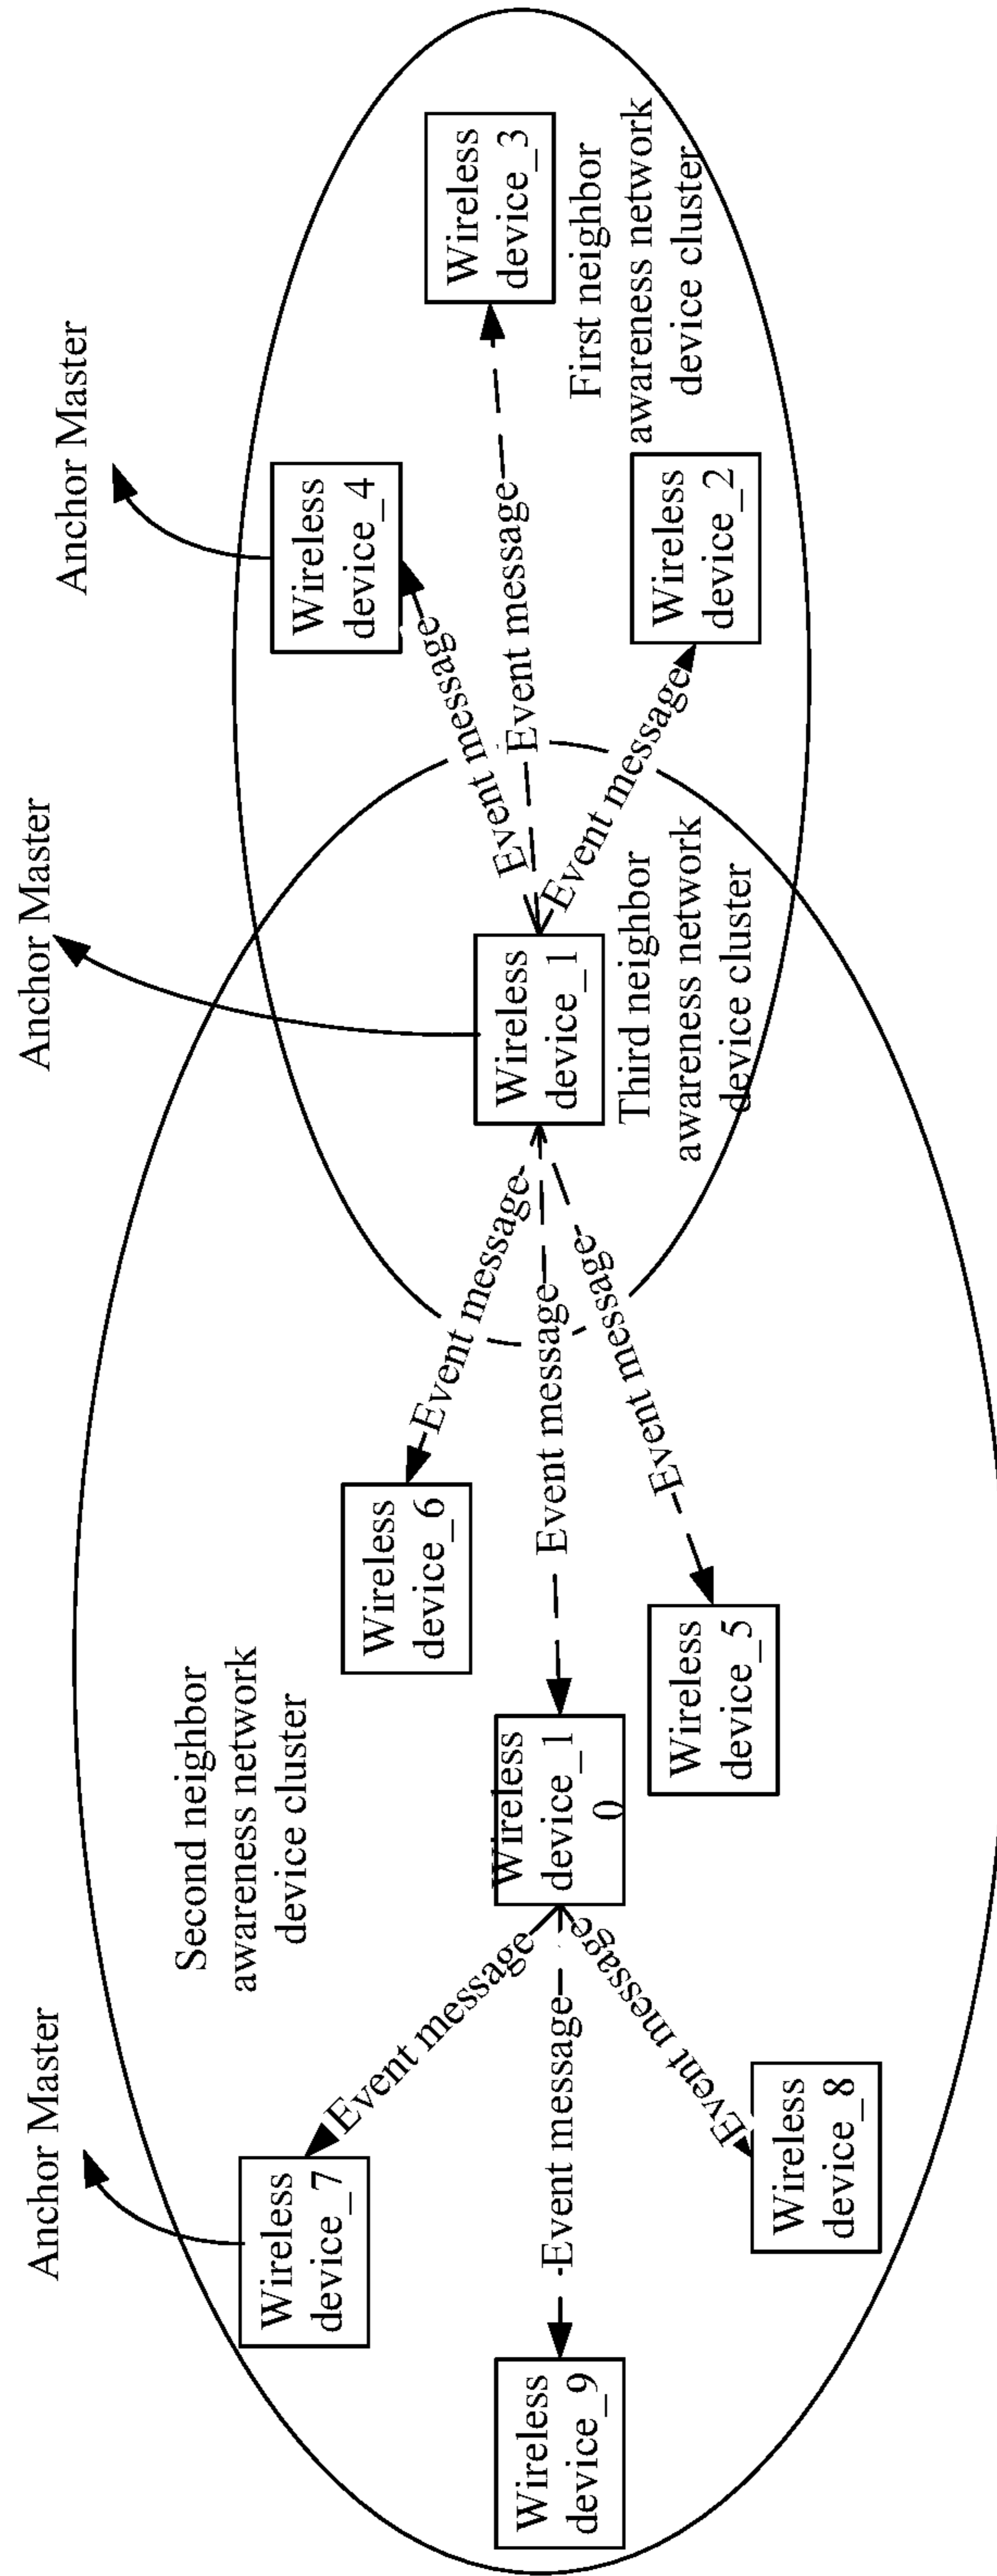 Anchor Master
Anchor Master
Anchor Master
Second neighbor
awareness network
device cluster
Wireless
device_7
Event message
Wireless
device_9
Event message
Wireless
device_8
Event message
Wireless
device_1
0
Wireless
device_6
Event message
Event message
Wireless
device_5
Event message
Wireless
device_1
Third neighbor
awareness network
device cluster
Event message
Event message
Event message
Wireless
device_4
Wireless
device_3
Wireless
device_2
First neighbor
awareness network
device cluster